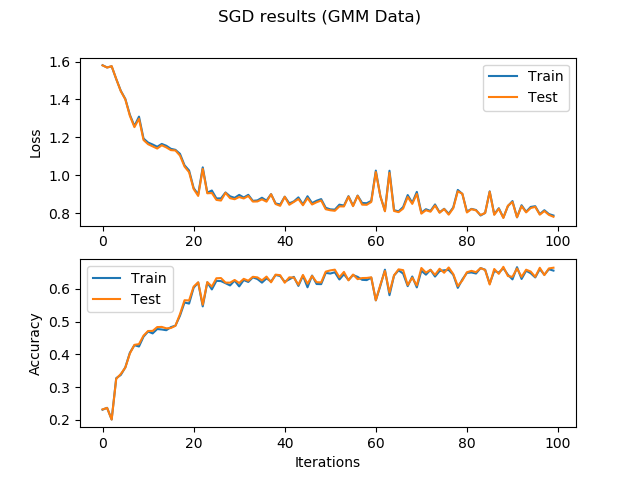 SGD results (GMM Data)
1.6
1.4
1.2
1.0
0.8
Loss
Train
Test
0 20 40 60 80 100
0.6
0.5
0.4
0.3
0.2
Accuracy
Train
Test
0 20 40 60 80 100
Iterations